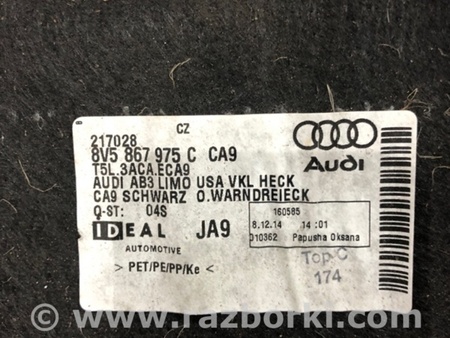 CZ
217028
8V5 867 975 C CA9
T5L.3ACA.ECA9
AUDI AB3 LIMO USA VKL HECK
CA9 SCHWARZ O.WARNDREIECK
Q-ST: 04S
IDEAL JA9
AUTOMOTIVE
> PET/PE/PP/Ke <
Audi
160585
8.12.14 14:01
010362 Papusha Oksana
Top C
174
© www.razborki.com